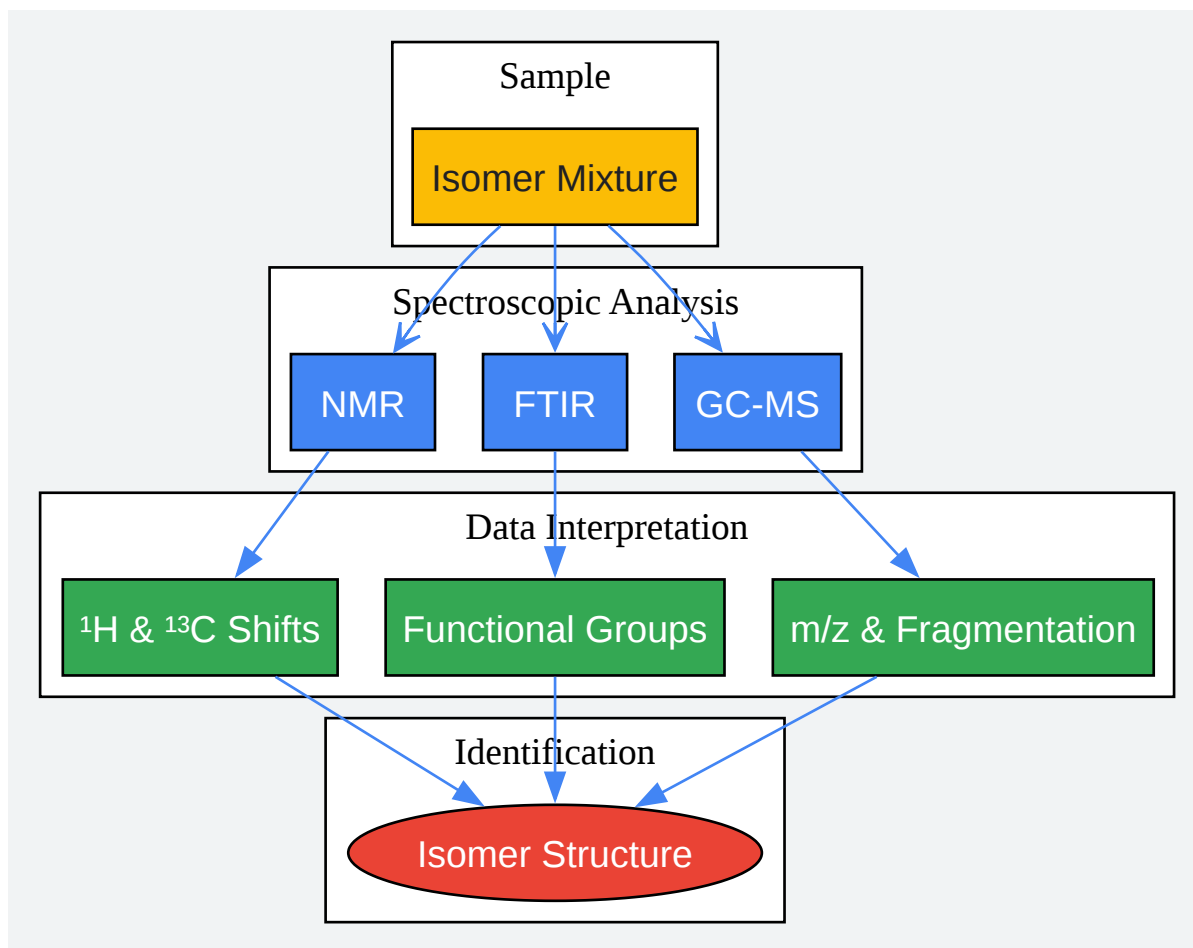 Sample
Isomer Mixture
Spectroscopic Analysis
NMR
FTIR
GC-MS
Data Interpretation
¹H & ¹³C Shifts
Functional Groups
m/z & Fragmentation
Identification
Isomer Structure